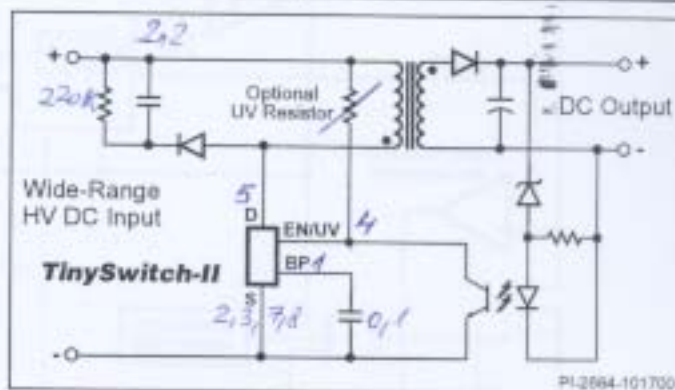 2,2
+
+
220K
Optional
UV Resistor
DC Output
-
5
Wide-Range
HV DC Input
D
EN/UV
4
BP
1
TinySwitch-II
S
2, 3, 7,8
0,1
-
PI-2684-101700